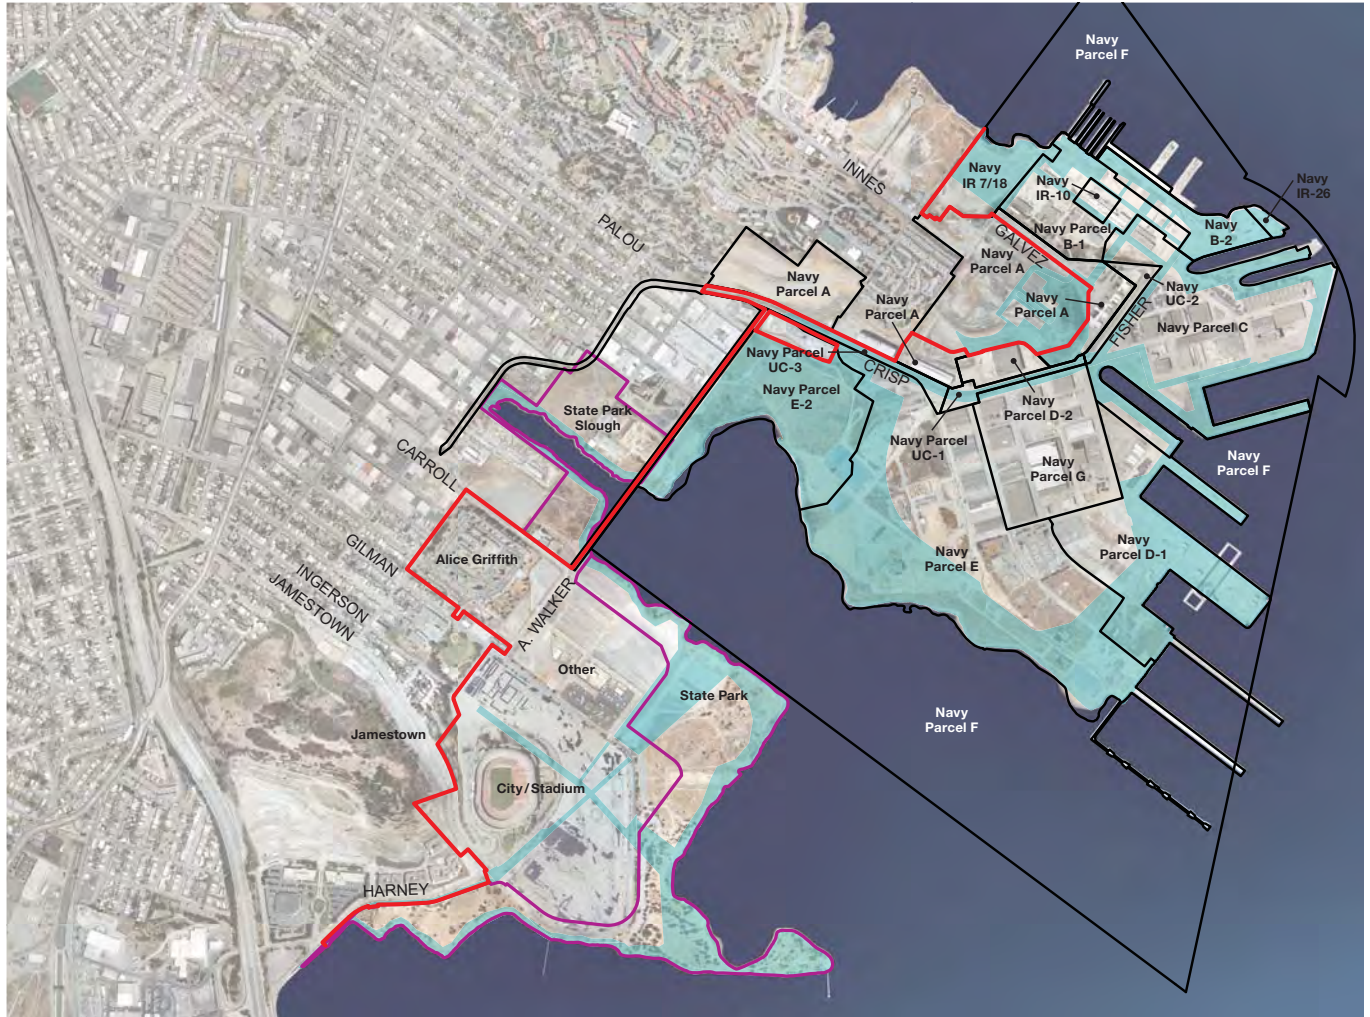 Navy
Parcel F
INNES
Navy
IR 7/18
Navy
IR-10
Navy
IR-26
Navy
B-2
Navy Parcel
B-1
GALVEZ
PALOU
Navy
Parcel A
Navy
Parcel A
Navy
Parcel A
Navy
Parcel A
Navy
UC-2
FISHER
Navy Parcel C
Navy Parcel
UC-3
CRISP
Navy Parcel
E-2
Navy
Parcel D-2
Navy Parcel
UC-1
State Park
Slough
CARROLL
Navy
Parcel G
Navy
Parcel F
Alice Griffith
GILMAN
INGERSON
JAMESTOWN
A. WALKER
Navy
Parcel E
Navy
Parcel D-1
Other
State Park
Navy
Parcel F
Jamestown
City/Stadium
HARNEY